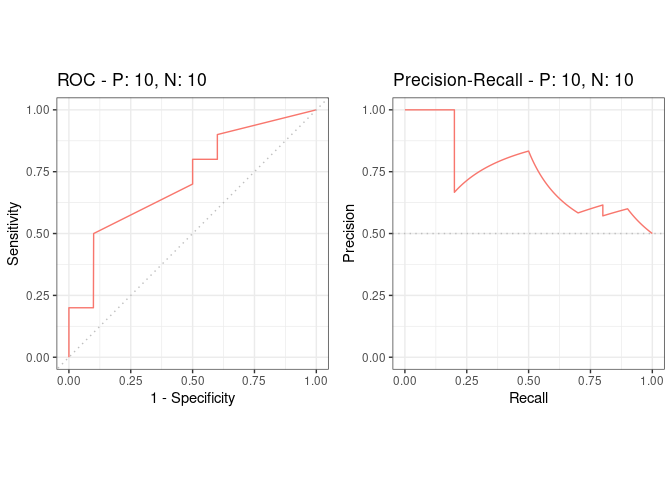 ROC - P: 10, N: 10
1.00
0.75
0.50
0.25
0.00
Sensitivity
0.00 0.25 0.50 0.75 1.00
1 - Specificity
Precision-Recall - P: 10, N: 10
1.00
0.75
0.50
0.25
0.00
Precision
0.00 0.25 0.50 0.75 1.00
Recall